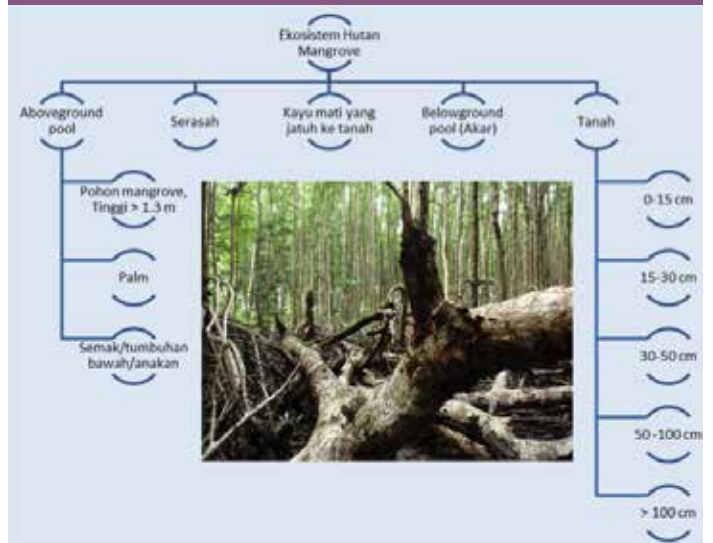 Ekosistem Hutan
Mangrove
Aboveground
pool
Serasah
Kayu mati yang
jatuh ke tanah
Belowground
pool (Akar)
Tanah
Pohon mangrove,
Tinggi > 1.3 m
Palm
Semak/tumbuhan
bawah/anakan
0-15 cm
15-30 cm
30-50 cm
50-100 cm
> 100 cm